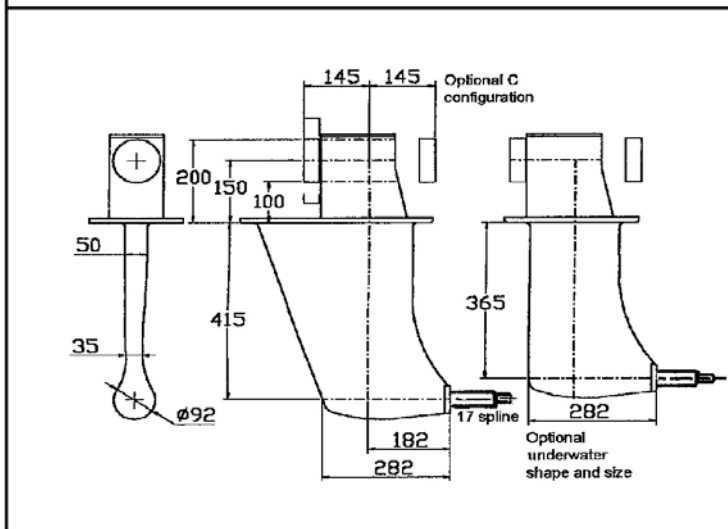 145 145 Optional C
configuration
200
150
100
50
415
365
35
ø92
17 spline
182
282
282
Optional
underwater
shape and size